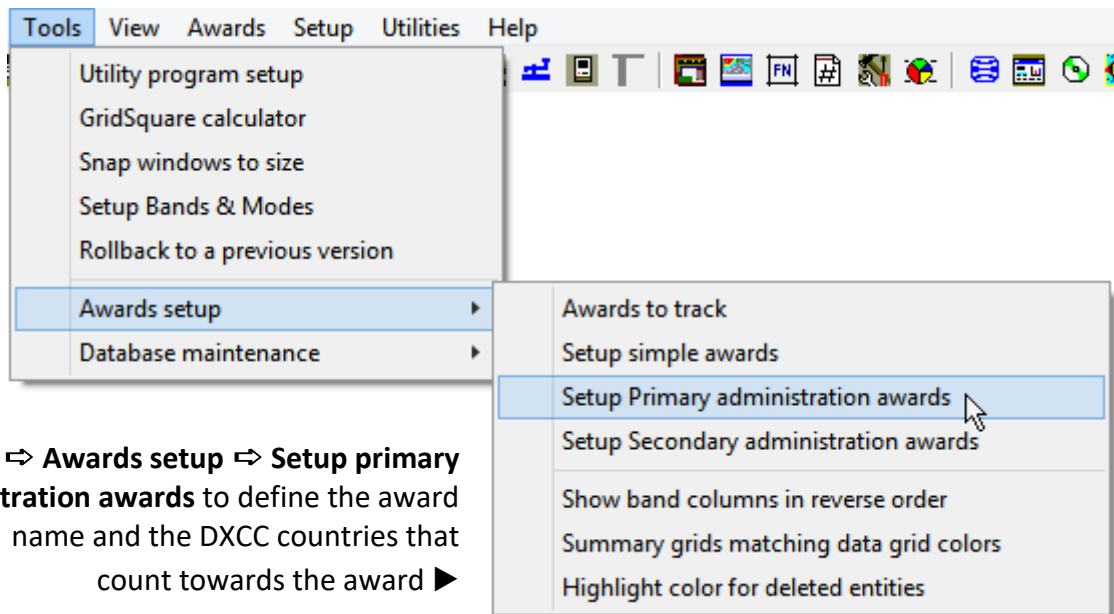 Tools View Awards Setup Utilities Help
Utility program setup
GridSquare calculator
Snap windows to size
Setup Bands & Modes
Rollback to a previous version
Awards setup
Database maintenance
Awards to track
Setup simple awards
Setup Primary administration awards
Setup Secondary administration awards
Show band columns in reverse order
Summary grids matching data grid colors
Highlight color for deleted entities
FN #
⇨ Awards setup ⇨ Setup primary
tration awards to define the award
name and the DXCC countries that
count towards the award ▶